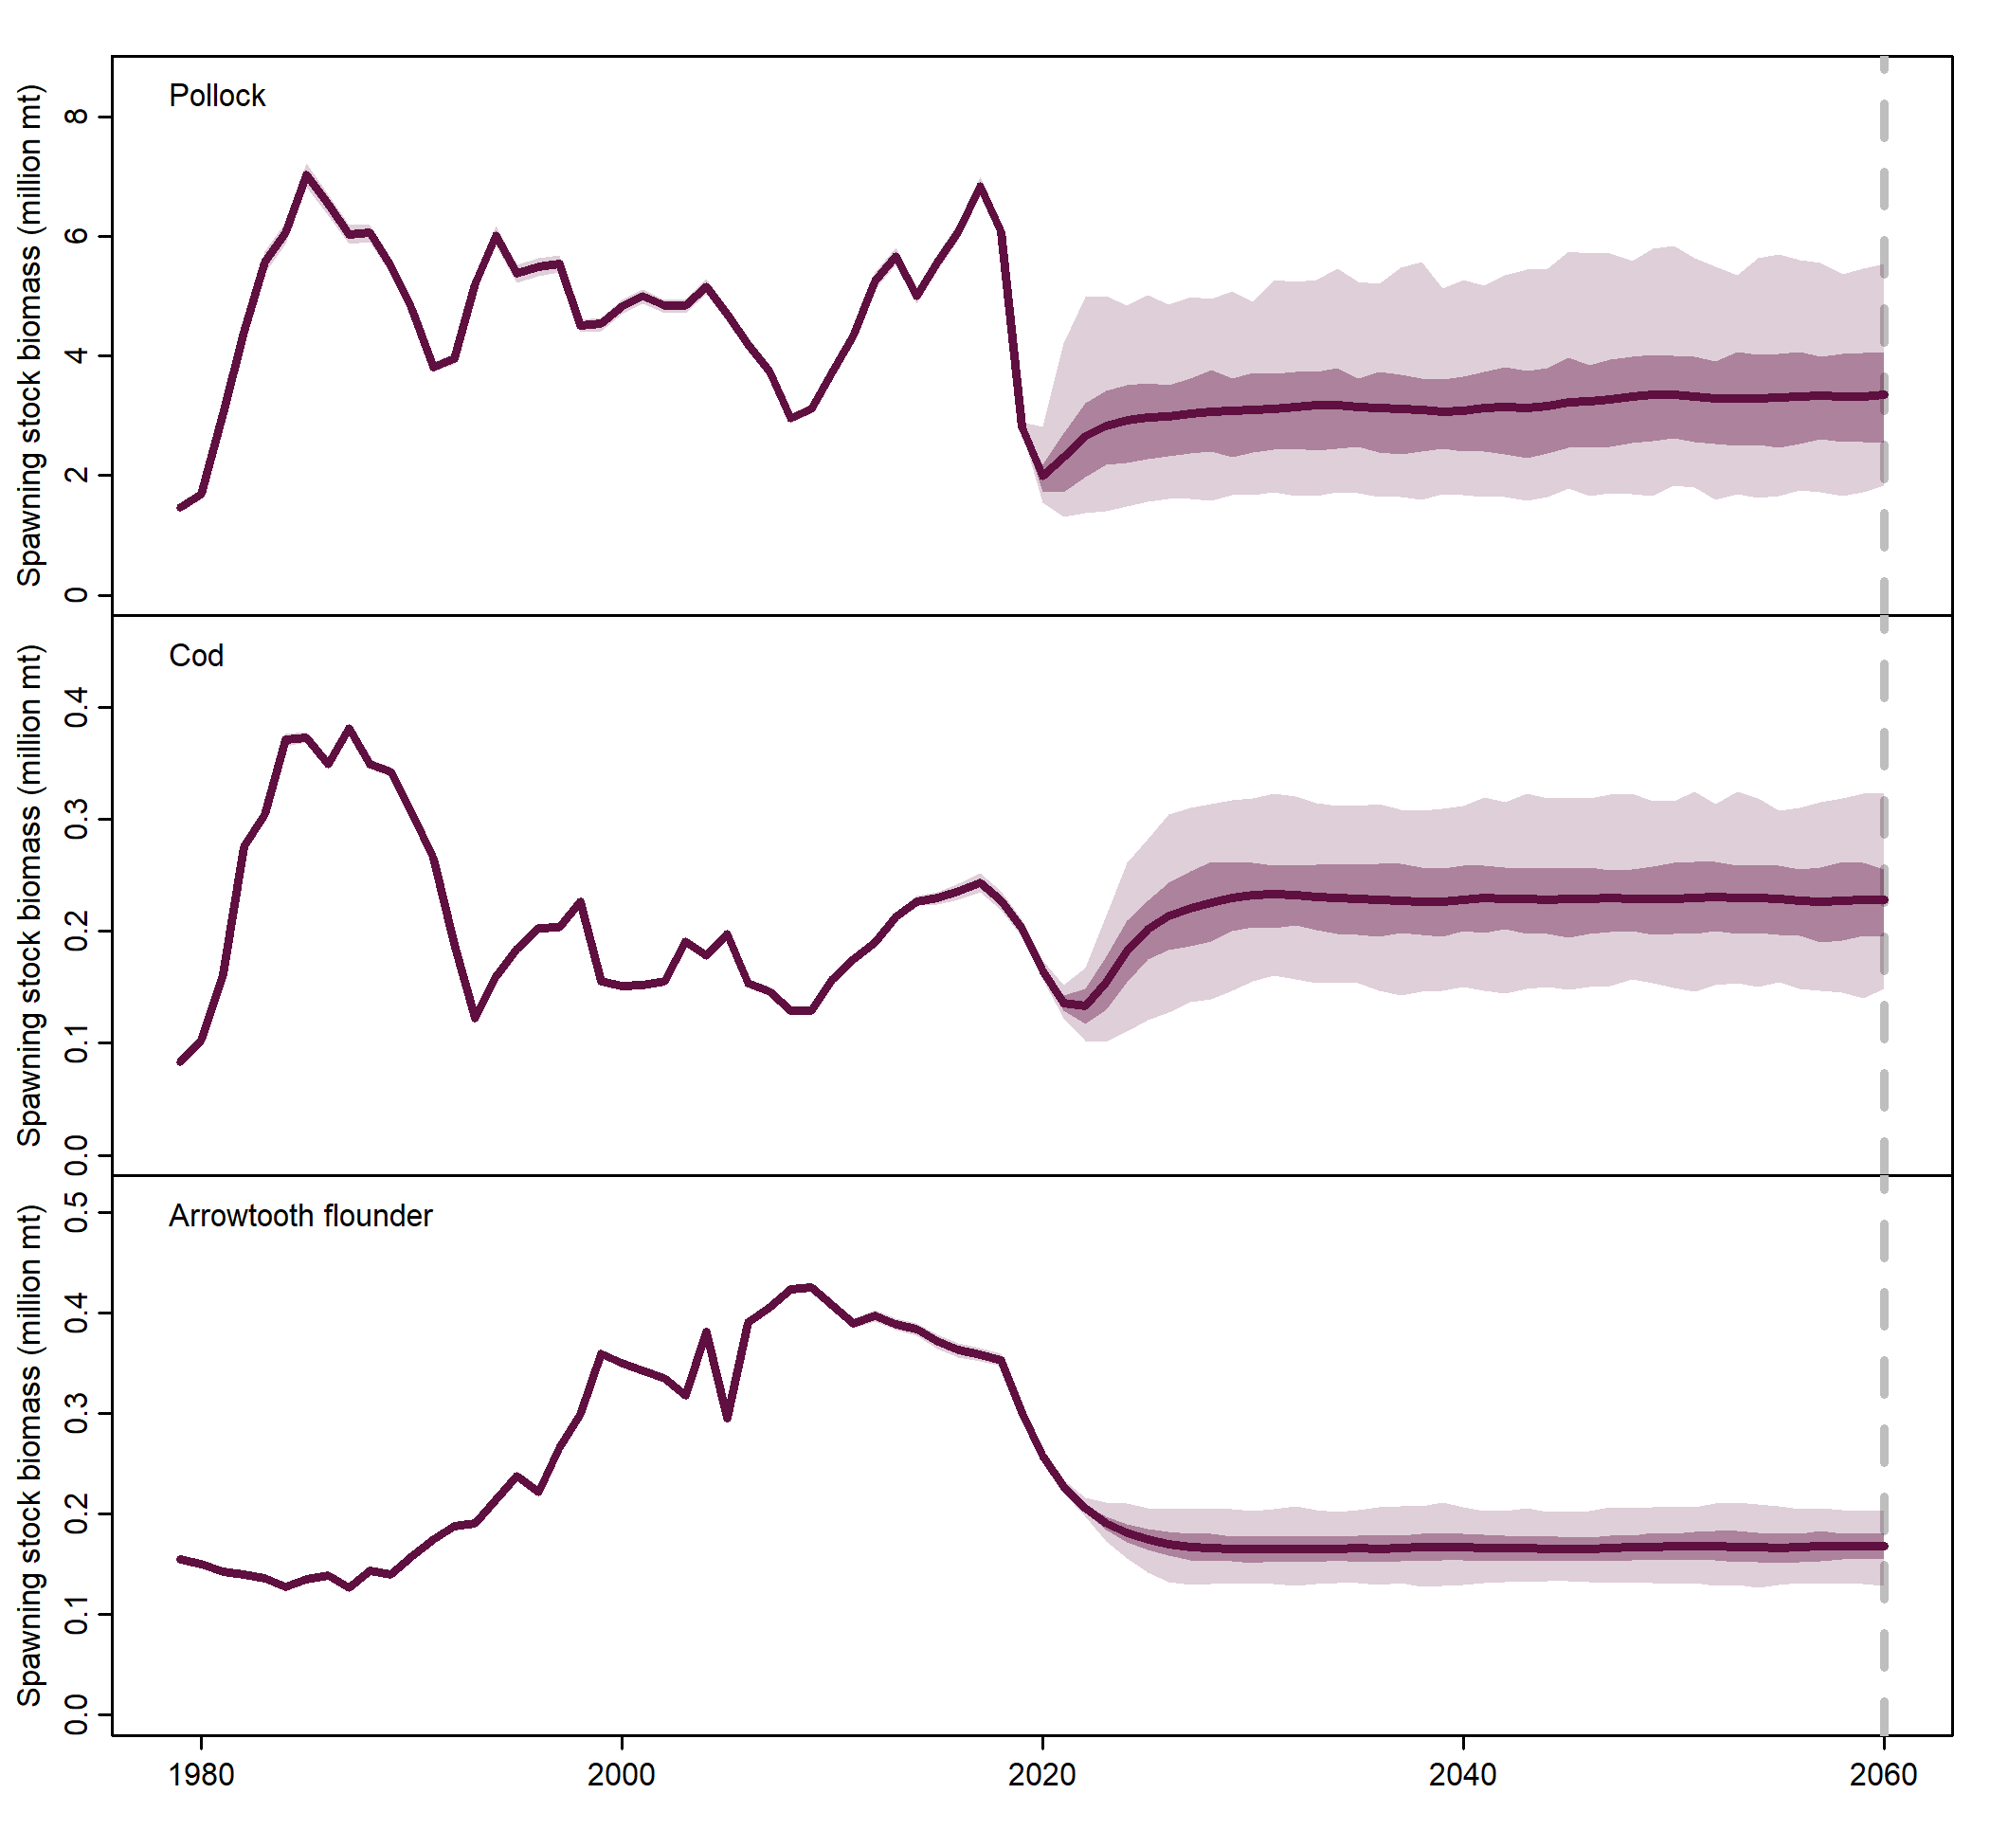 Pollock
Spawning stock biomass (million mt)
8
6
4
2
0
Cod
Spawning stock biomass (million mt)
0.4
0.3
0.2
0.1
0.0
Arrowtooth flounder
Spawning stock biomass (million mt)
0.5
0.4
0.3
0.2
0.1
0.0
1980 2000 2020 2040 2060